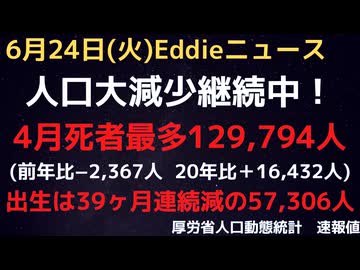 6月24日(火)Eddieニュース
人口大減少継続中！
4月死者最多129,794人
(前年比−2,367人 20年比＋16,432人)
出生は39ヶ月連続減の57,306人
厚労省人口動態統計 速報値